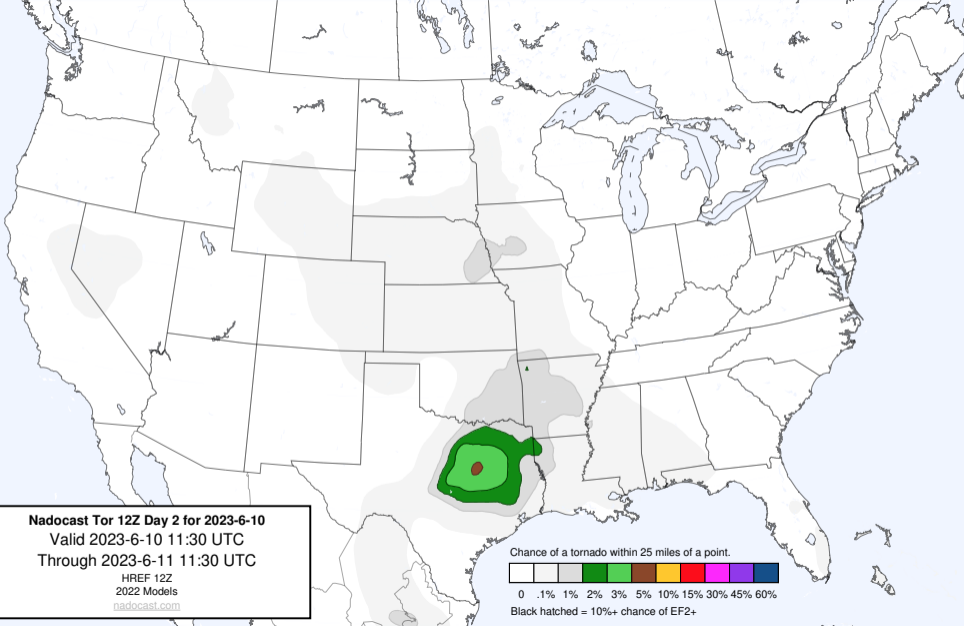 Nadocast Tor 12Z Day 2 for 2023-6-10
Valid 2023-6-10 11:30 UTC
Through 2023-6-11 11:30 UTC
HREF 12Z
2022 Models
nadocast.com
Chance of a tornado within 25 miles of a point.
0 .1% 1% 2% 3% 5% 10% 15% 30% 45% 60%
Black hatched = 10%+ chance of EF2+